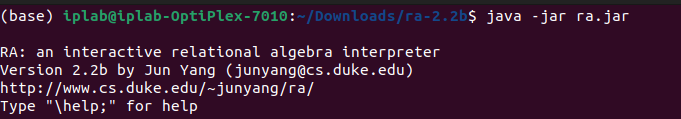 (base) iplab@iplab-OptiPlex-7010:~/Downloads/ra-2.2b$ java -jar ra.jar
RA: an interactive relational algebra interpreter
Version 2.2b by Jun Yang (junyang@cs.duke.edu)
http://www.cs.duke.edu/~junyang/ra/
Type "\help;" for help